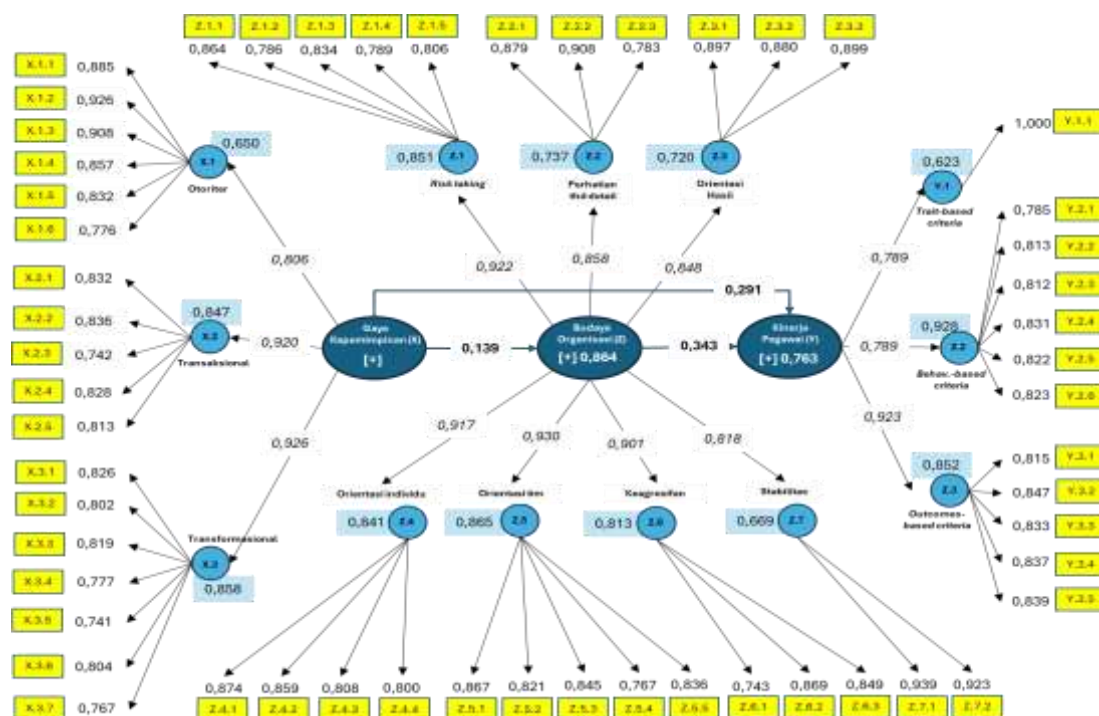 Z.1.1 Z.1.2 Z.1.3 Z.1.4 Z.1.5 Z.2.1 Z.2.2 Z.2.3 Z.3.1 Z.3.2 Z.3.3
0,864 0,786 0,834 0,789 0,806 0,879 0,908 0,783 0,897 0,880 0,899
X.1.1 0,885
X.1.2 0,926
X.1.3 0,908
X.1.4 0,857
X.1.5 0,832
X.1.6 0,776
0,650
X.1
Otoriter
0,851 Z.1
Risk taking
0,737 Z.2
Perhatian
thd detail
0,720 Z.3
Orientasi
Hasil
1,000 Y.1.1
0,623
Y.1
Trait-based
criteria
0,806
0,922
0,858
0,848
0,789
X.2.1 0,832
X.2.2 0,836
X.2.3 0,742
X.2.4 0,828
X.2.5 0,813
0,847
X.2
Transaksional
0,920
Gaya
Kepemimpinan (X)
[+]
0,139
0,291
Budaya
Organisasi (Z)
[+] 0,864
0,343
Kinerja
Pegawai (Y)
[+] 0,763
0,789
0,928
Z.2
Behav.-based
criteria
0,785 Y.2.1
0,813 Y.2.2
0,812 Y.2.3
0,831 Y.2.4
0,822 Y.2.5
0,823 Y.2.6
0,926
0,917
0,930
0,901
0,818
0,923
X.3.1 0,826
X.3.2 0,802
X.3.3 0,819
X.3.4 0,777
X.3.5 0,741
X.3.6 0,804
X.3.7 0,767
Transformasional
X.3
0,858
Orientasi individu
0,841 Z.4
Orientasi tim
0,865 Z.5
Keagresifan
0,813 Z.6
Stabilitas
0,669 Z.7
0,852
Z.3
Outcomes-
based criteria
0,815 Y.3.1
0,847 Y.3.2
0,833 Y.3.3
0,837 Y.3.4
0,839 Y.3.5
0,874 0,859 0,808 0,800 0,867 0,821 0,845 0,767 0,836 0,743 0,869 0,849 0,939 0,923
Z.4.1 Z.4.2 Z.4.3 Z.4.4 Z.5.1 Z.5.2 Z.5.3 Z.5.4 Z.5.5 Z.6.1 Z.6.2 Z.6.3 Z.7.1 Z.7.2